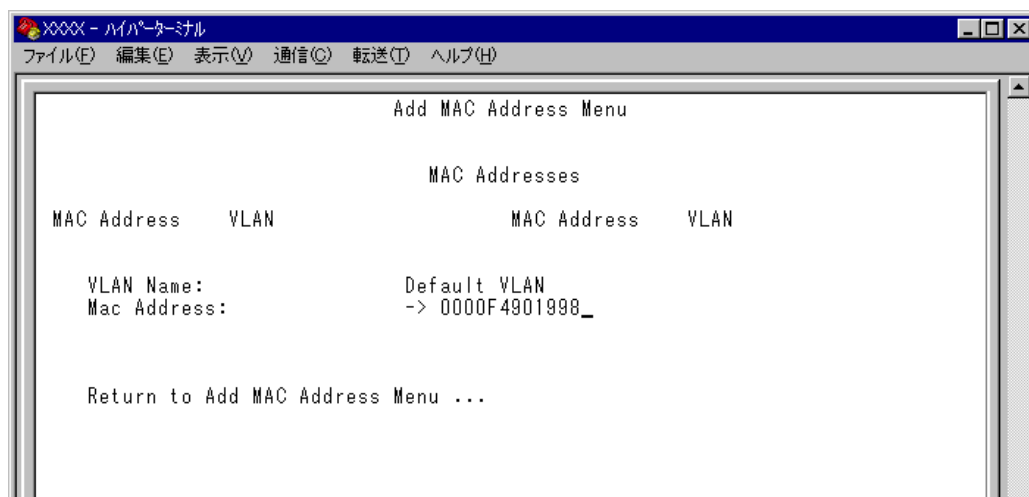 XXXX - ハイパーターミナル
ファイル(F) 編集(E) 表示(V) 通信(C) 転送(T) ヘルプ(H)
Add MAC Address Menu
MAC Addresses
MAC Address VLAN MAC Address VLAN
VLAN Name: Default VLAN
Mac Address: -> 0000F4901998_
Return to Add MAC Address Menu ...